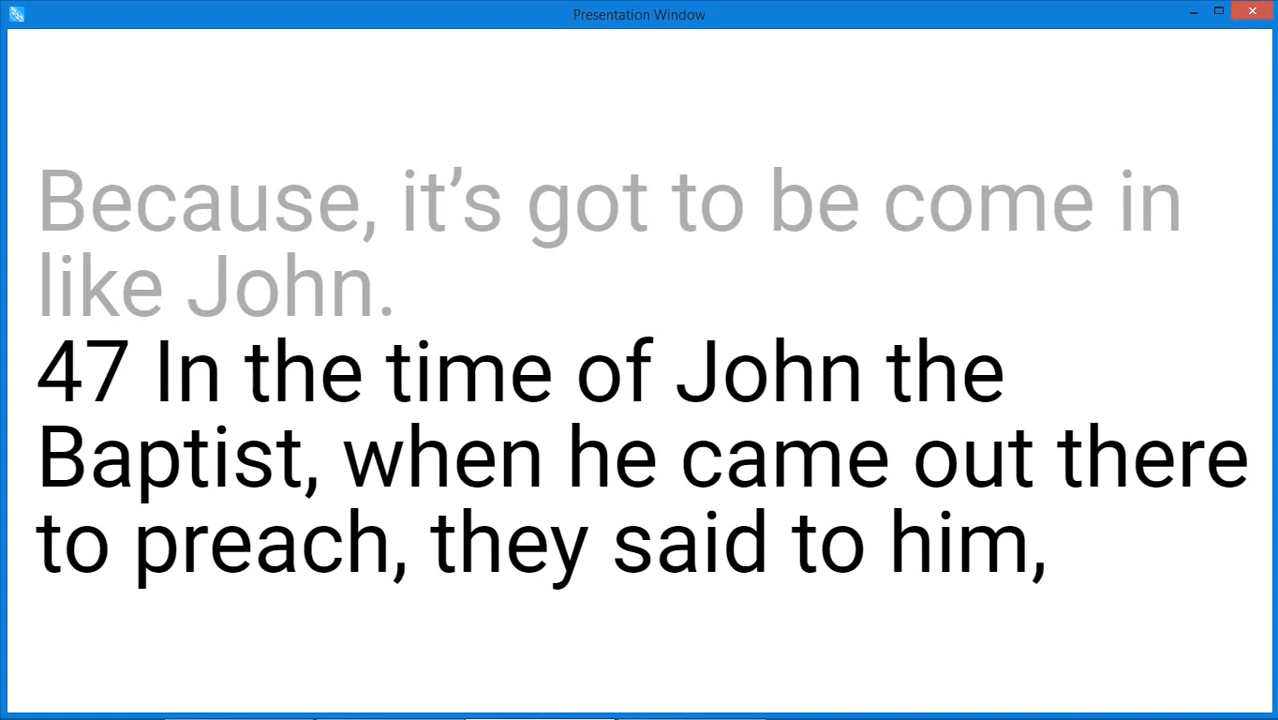 Presentation Window
Because, it’s got to be come in
like John.
47 In the time of John the
Baptist, when he came out there
to preach, they said to him,